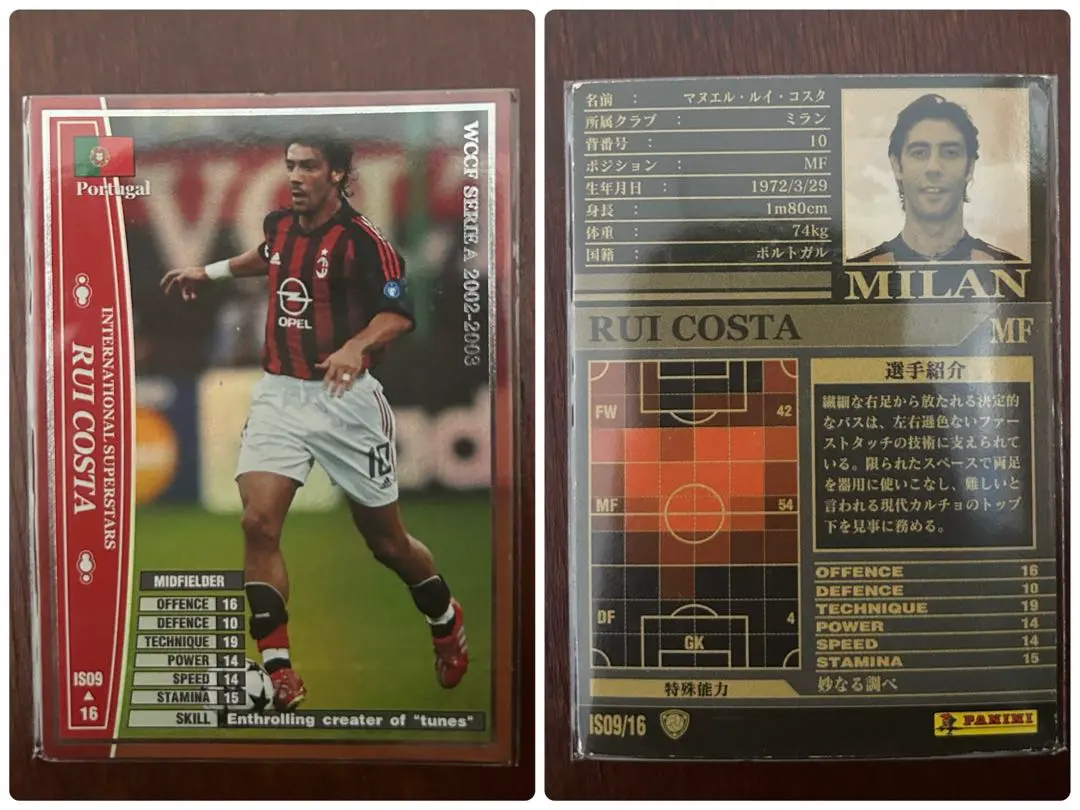 Portugal
WCCF SERIE A 2002-2003
INTERNATIONAL SUPERSTARS
RUI COSTA
OPEL
10
MIDFIELDER
OFFENCE 16
DEFENCE 10
TECHNIQUE 19
POWER 14
SPEED 14
STAMINA 15
SKILL Enthrolling creater of "tunes"
IS09
▲
16
名前 : マヌエル・ルイ・コスタ
所属クラブ : ミラン
背番号 : 10
ポジション : MF
生年月日 : 1972/3/29
身長 : 1m80cm
体重 : 74kg
国籍 : ポルトガル
MILAN
RUI COSTA MF
FW 42
MF 54
DF 4
GK
選手紹介
繊細な右足から放たれる決定的
なパスは、左右遜色ないファー
ストタッチの技術に支えられて
いる。限られたスペースで両足
を器用に使いこなし、難しいと
言われる現代カルチョのトップ
下を見事に務める。
OFFENCE 16
DEFENCE 10
TECHNIQUE 19
POWER 14
SPEED 14
STAMINA 15
特殊能力 妙なる調べ
IS09/16
PANINI